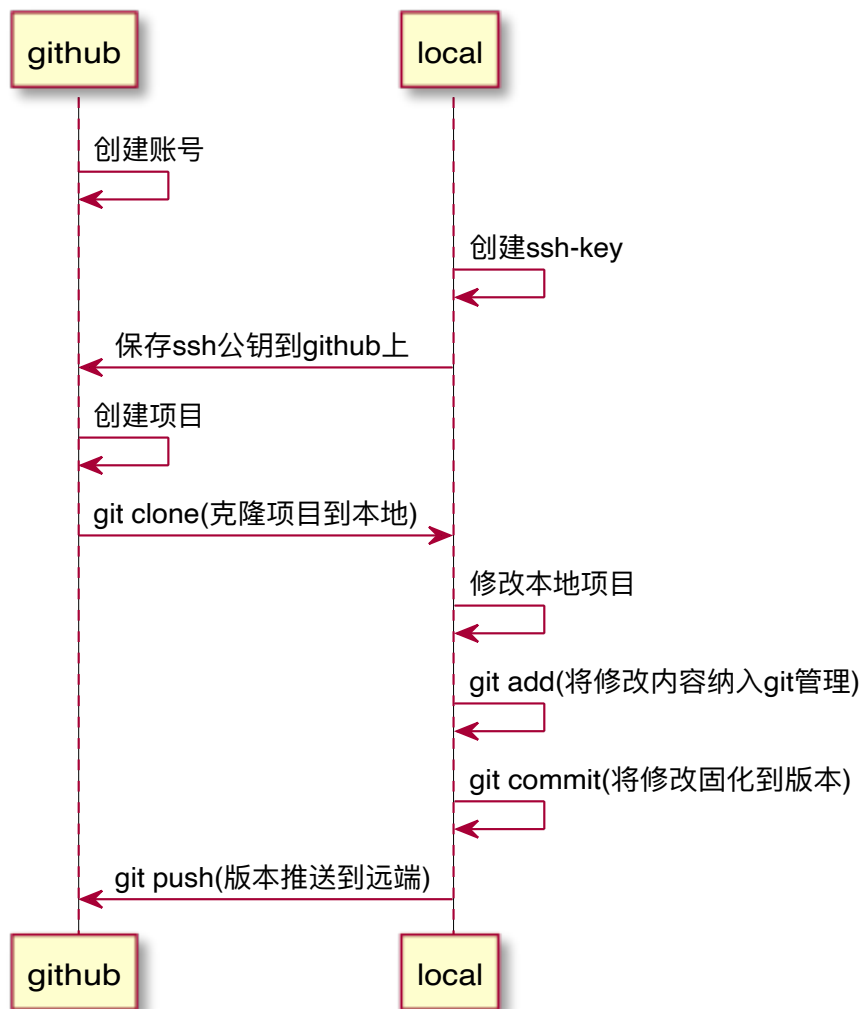 github
local
创建账号
创建ssh-key
保存ssh公钥到github上
创建项目
git clone(克隆项目到本地)
修改本地项目
git add(将修改内容纳入git管理)
git commit(将修改固化到版本)
git push(版本推送到远端)
github
local